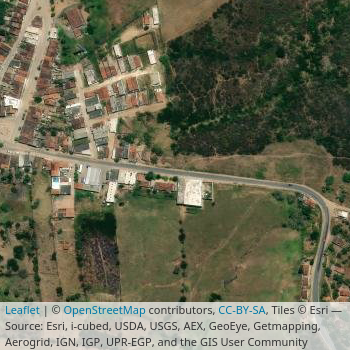 Leaflet | © OpenStreetMap contributors, CC-BY-SA, Tiles © Esri —
Source: Esri, i-cubed, USDA, USGS, AEX, GeoEye, Getmapping,
Aerogrid, IGN, IGP, UPR-EGP, and the GIS User Community